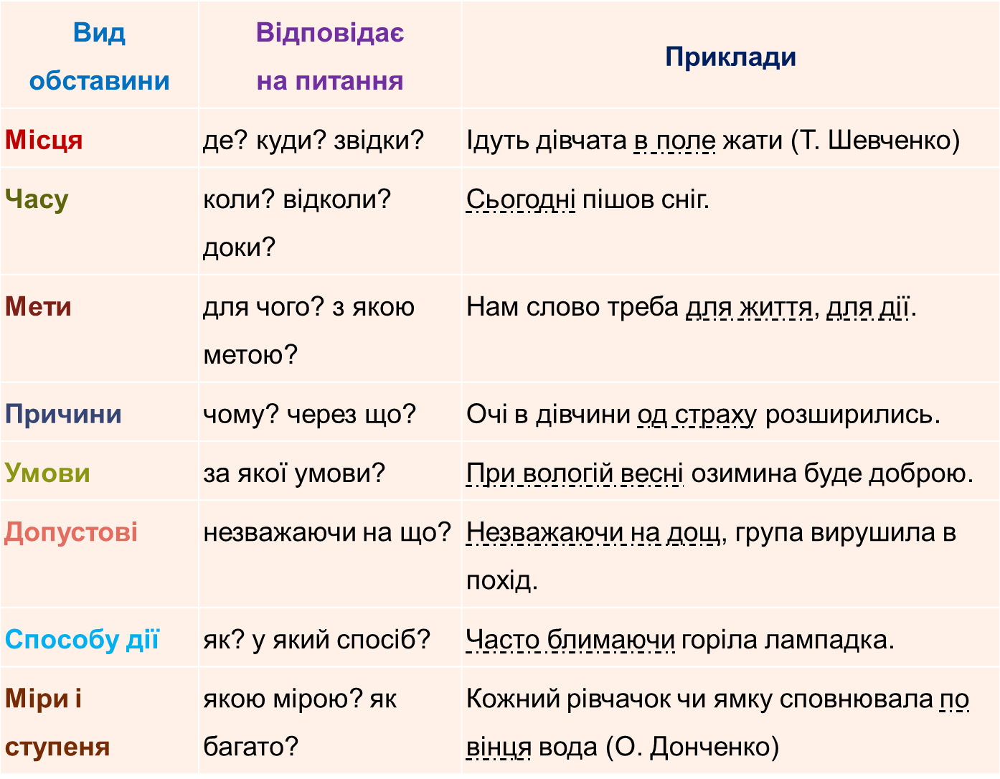 Вид
обставини
Відповідає
на питання
Приклади
Місця
де? куди? звідки?
Ідуть дівчата в поле жати (Т. Шевченко)
Часу
коли? відколи?
доки?
Сьогодні пішов сніг.
Мети
для чого? з якою
метою?
Нам слово треба для життя, для дії.
Причини
чому? через що?
Очі в дівчини од страху розширились.
Умови
за якої умови?
При вологій весні озимина буде доброю.
Допустові
незважаючи на що?
Незважаючи на дощ, група вирушила в
похід.
Способу дії
як? у який спосіб?
Часто блимаючи горіла лампадка.
Міри і
ступеня
якою мірою? як
багато?
Кожний рівчачок чи ямку сповнювала по
вінця вода (О. Донченко)